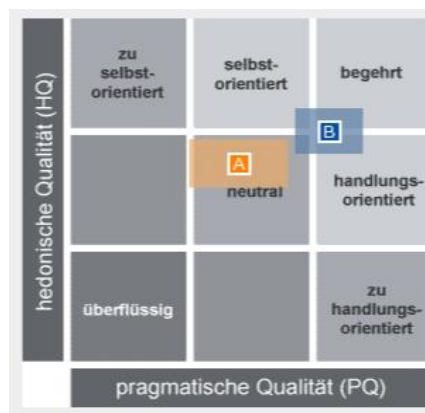 hedonische Qualität (HQ)
zu
selbst-
orientiert
selbst-
orientiert
begehrt
B
A
neutral
handlungs-
orientiert
überflüssig
zu
handlungs-
orientiert
pragmatische Qualität (PQ)